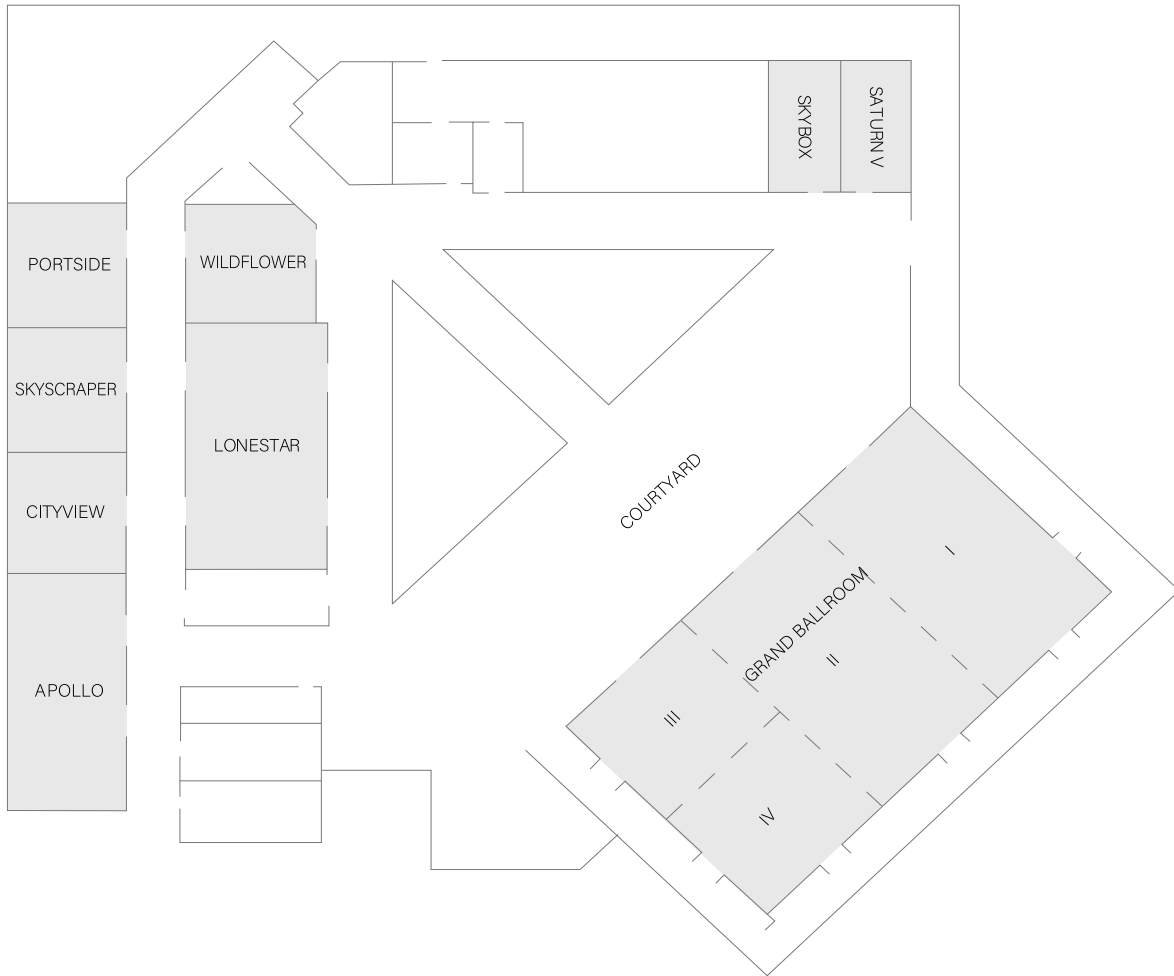 SKYBOX
SATURN V
PORTSIDE
WILDFLOWER
SKYSCRAPER
LONESTAR
CITYVIEW
COURTYARD
APOLLO
GRAND BALLROOM
I
II
III
IV